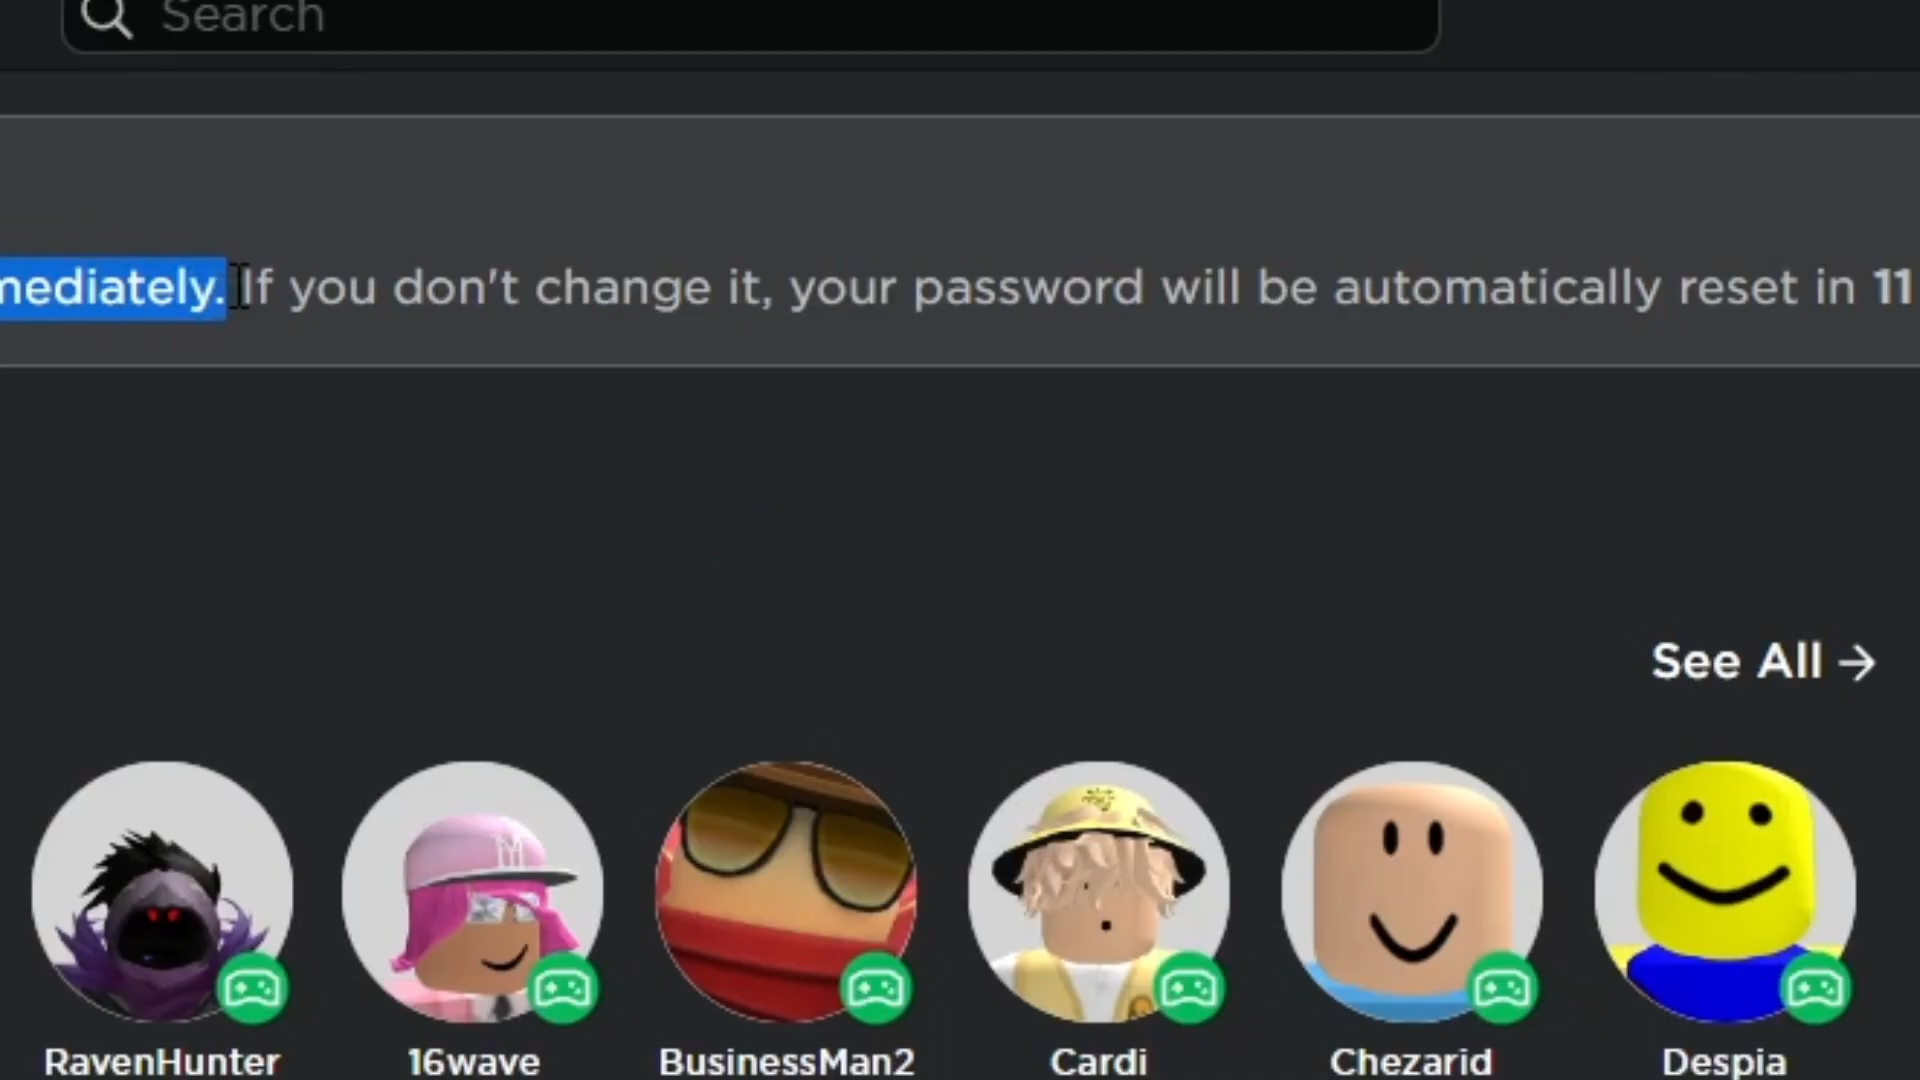 Search
mediately. If you don't change it, your password will be automatically reset in 11
See All →
RavenHunter 16wave BusinessMan2 Cardi Chezarid Despia